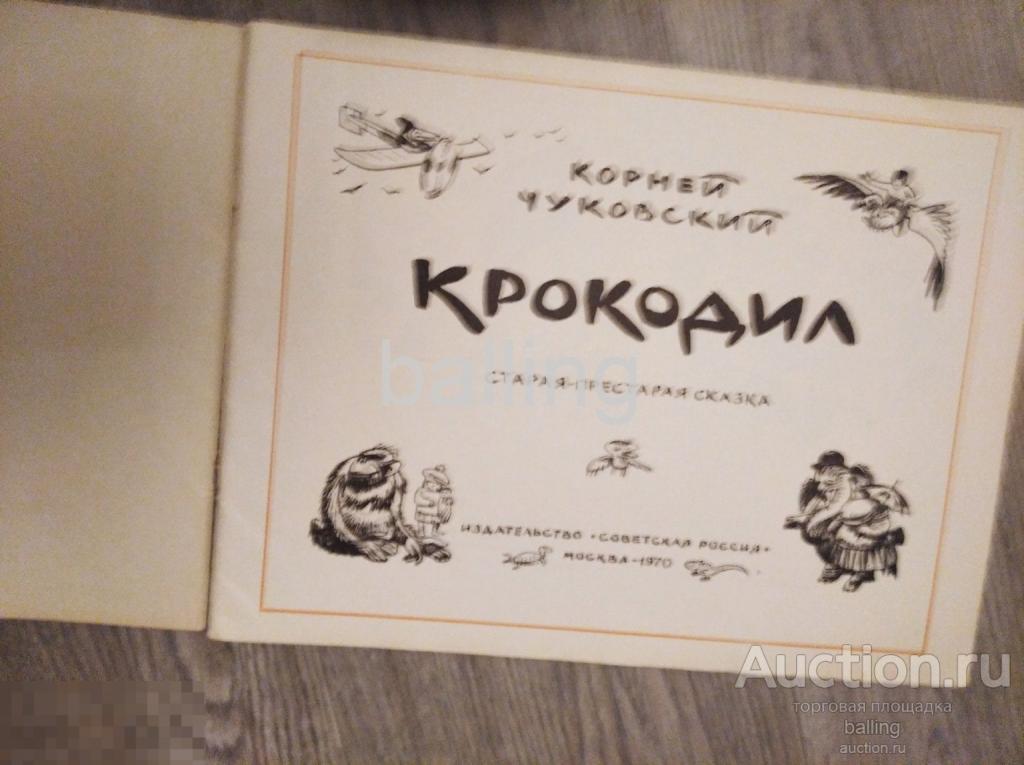 КОРНЕЙ
ЧУКОВСКИЙ
КРОКОДИЛ
balling
СТАРАЯ-ПРЕСТАРАЯ СКАЗКА
ИЗДАТЕЛЬСТВО «СОВЕТСКАЯ РОССИЯ»
МОСКВА-1970
Auction.ru
торговая площадка
balling
auction.ru